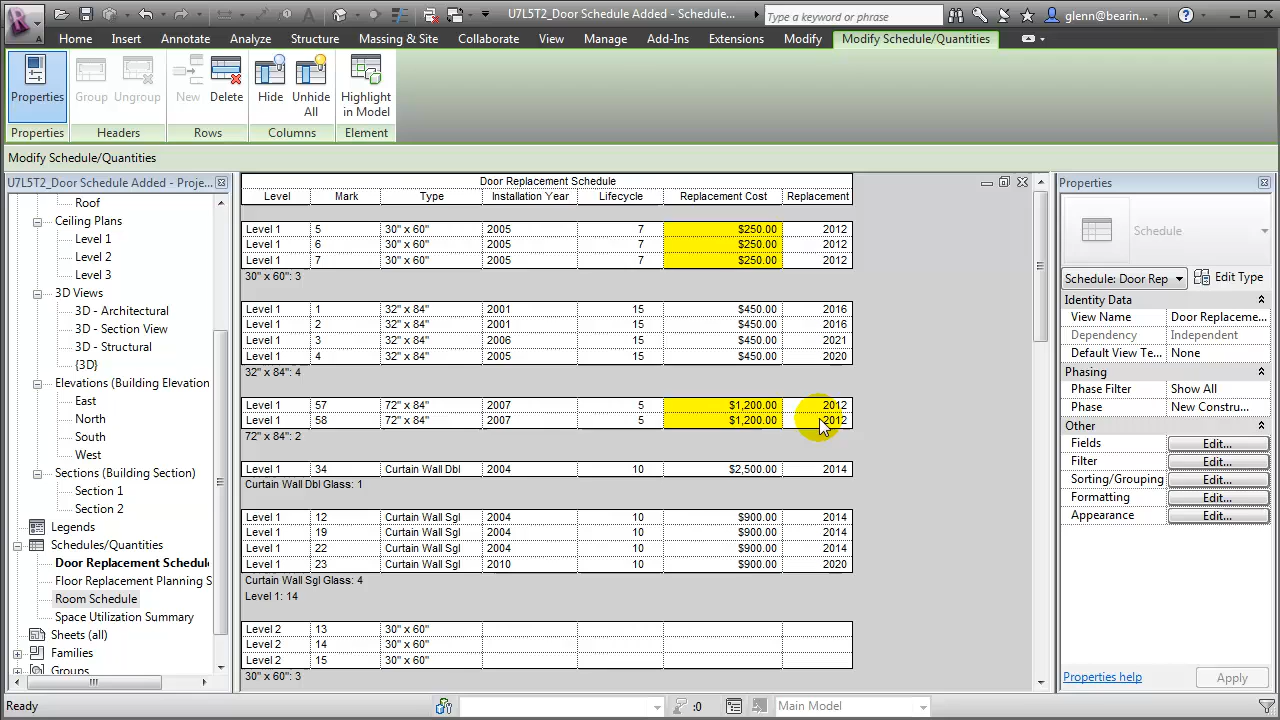 U7L5T2_Door Schedule Added - Schedule...
Type a keyword or phrase
glenn@bearin...
Home Insert Annotate Analyze Structure Massing & Site Collaborate View Manage Add-Ins Extensions Modify Modify Schedule/Quantities
Properties Group Ungroup New Delete Hide Unhide All Highlight in Model
Properties Headers Rows Columns Element
Modify Schedule/Quantities
U7L5T2_Door Schedule Added - Proje...
Roof
Ceiling Plans
Level 1
Level 2
Level 3
3D Views
3D - Architectural
3D - Section View
3D - Structural
{3D}
Elevations (Building Elevation
East
North
South
West
Sections (Building Section)
Section 1
Section 2
Legends
Schedules/Quantities
Door Replacement Schedule
Floor Replacement Planning S
Room Schedule
Space Utilization Summary
Sheets (all)
Families
Groups
Door Replacement Schedule
Level Mark Type Installation Year Lifecycle Replacement Cost Replacement
Level 1 5 30" x 60" 2005 7 $250.00 2012
Level 1 6 30" x 60" 2005 7 $250.00 2012
Level 1 7 30" x 60" 2005 7 $250.00 2012
30" x 60": 3
Level 1 1 32" x 84" 2001 15 $450.00 2016
Level 1 2 32" x 84" 2001 15 $450.00 2016
Level 1 3 32" x 84" 2006 15 $450.00 2021
Level 1 4 32" x 84" 2005 15 $450.00 2020
32" x 84": 4
Level 1 57 72" x 84" 2007 5 $1,200.00 2012
Level 1 58 72" x 84" 2007 5 $1,200.00 2012
72" x 84": 2
Level 1 34 Curtain Wall Dbl 2004 10 $2,500.00 2014
Curtain Wall Dbl Glass: 1
Level 1 12 Curtain Wall Sgl 2004 10 $900.00 2014
Level 1 19 Curtain Wall Sgl 2004 10 $900.00 2014
Level 1 22 Curtain Wall Sgl 2004 10 $900.00 2014
Level 1 23 Curtain Wall Sgl 2010 10 $900.00 2020
Curtain Wall Sgl Glass: 4
Level 1: 14
Level 2 13 30" x 60"
Level 2 14 30" x 60"
Level 2 15 30" x 60"
30" x 60": 3
Properties
Schedule
Schedule: Door Rep Edit Type
Identity Data
View Name Door Replaceme...
Dependency Independent
Default View Te... None
Phasing
Phase Filter Show All
Phase New Constru...
Other
Fields Edit...
Filter Edit...
Sorting/Grouping Edit...
Formatting Edit...
Appearance Edit...
Properties help Apply
Ready :0 Main Model